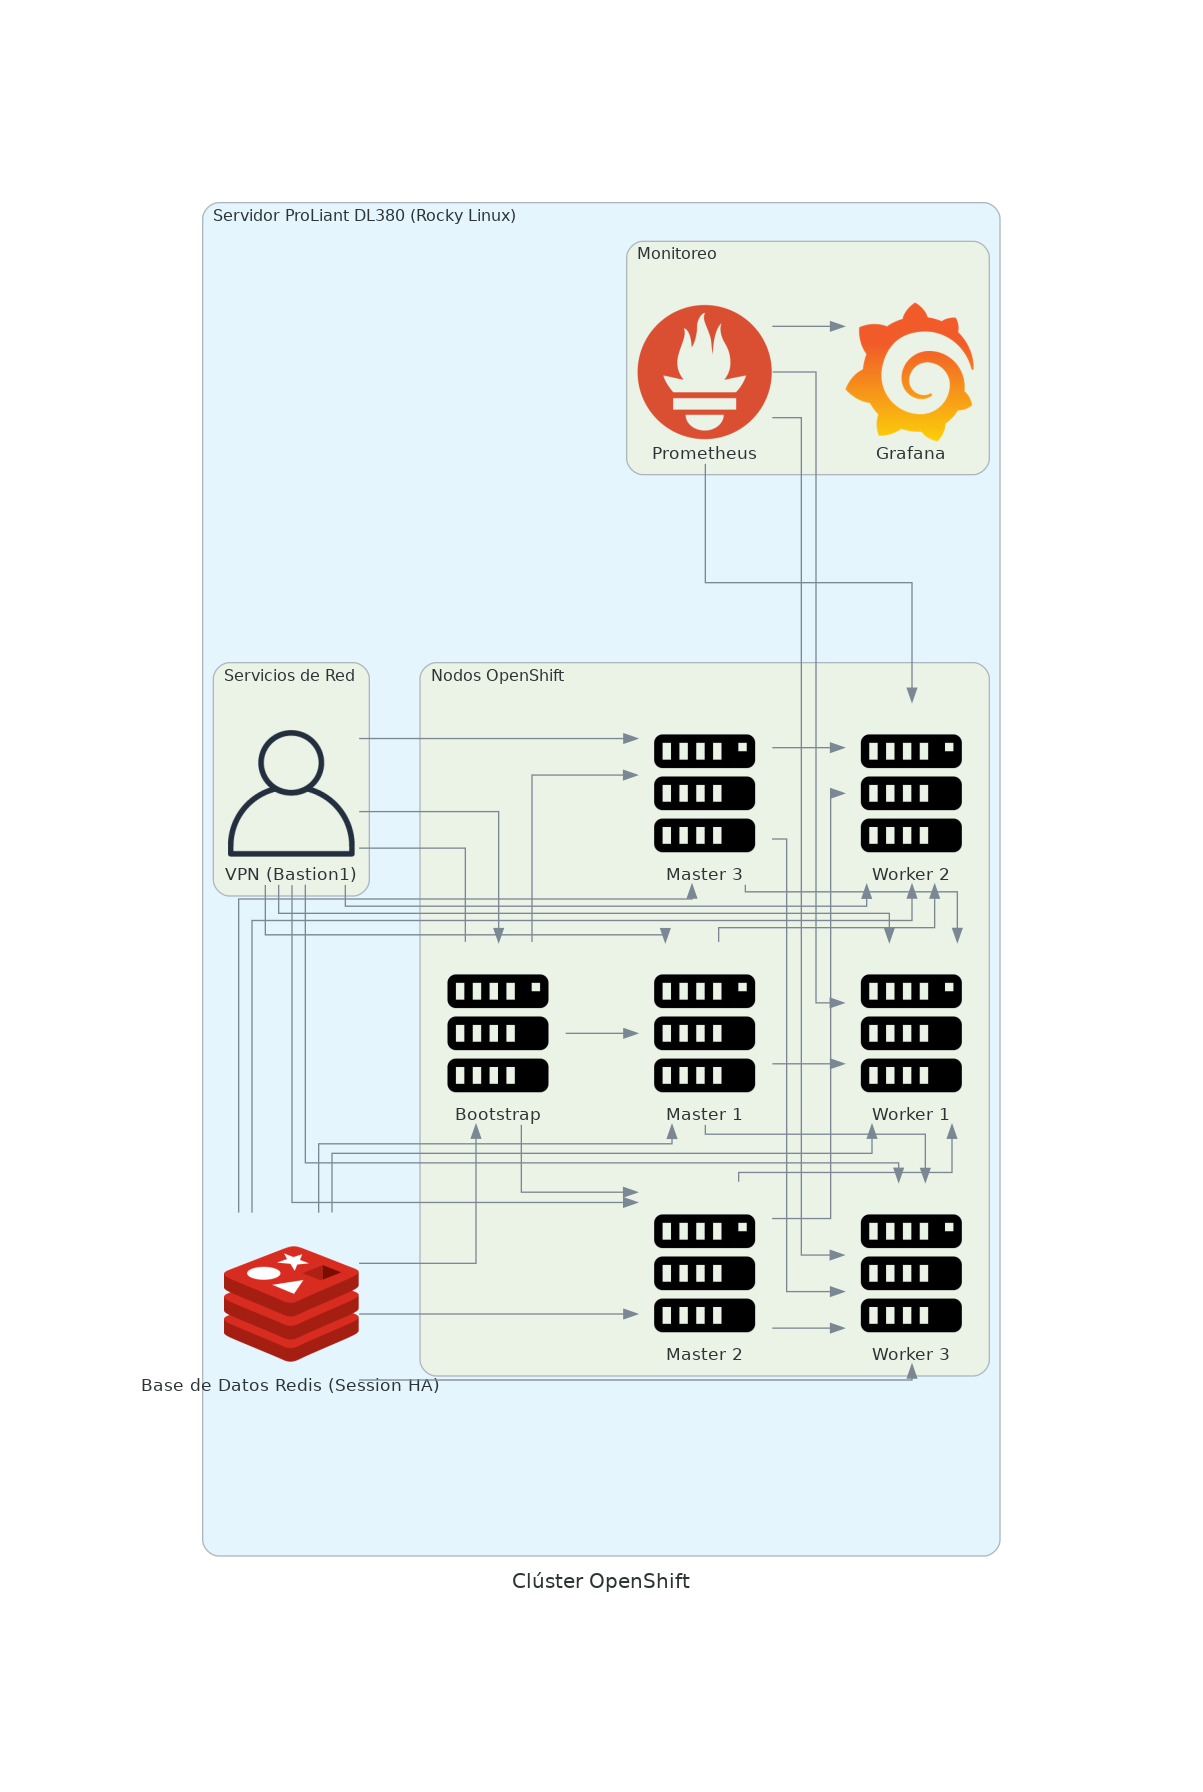 Servidor ProLiant DL380 (Rocky Linux)
Monitoreo
Prometheus
Grafana
Servicios de Red
Nodos OpenShift
VPN (Bastion1)
Master 3
Worker 2
Bootstrap
Master 1
Worker 1
Master 2
Worker 3
Base de Datos Redis (Session HA)
Clúster OpenShift